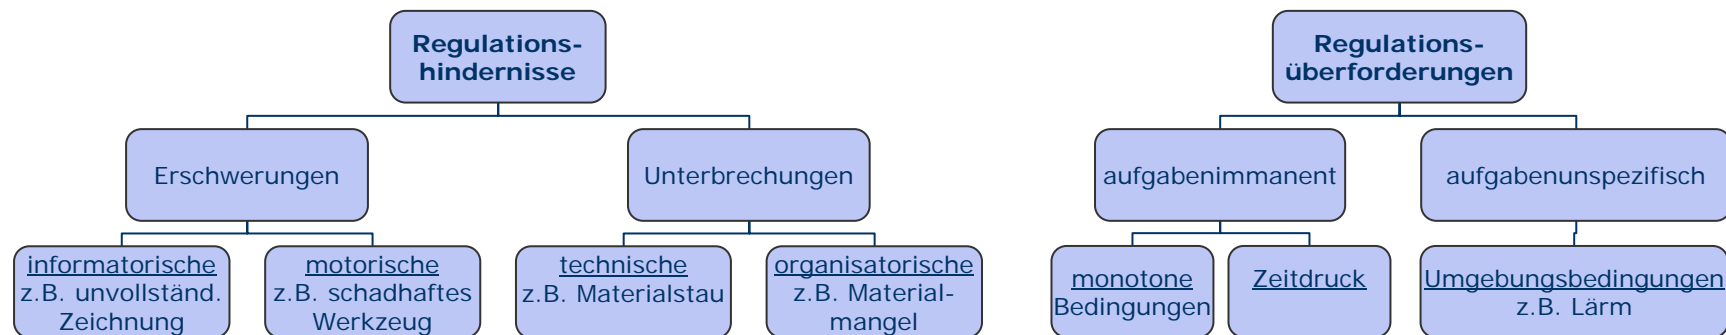 Regulations-
hindernisse
Regulations-
überforderungen
Erschwerungen
Unterbrechungen
aufgabenimmanent
aufgabenunspezifisch
informatorische
z.B. unvollständ.
Zeichnung
motorische
z.B. schadhaftes
Werkzeug
technische
z.B. Materialstau
organisatorische
z.B. Material-
mangel
monotone
Bedingungen
Zeitdruck
Umgebungsbedingungen
z.B. Lärm